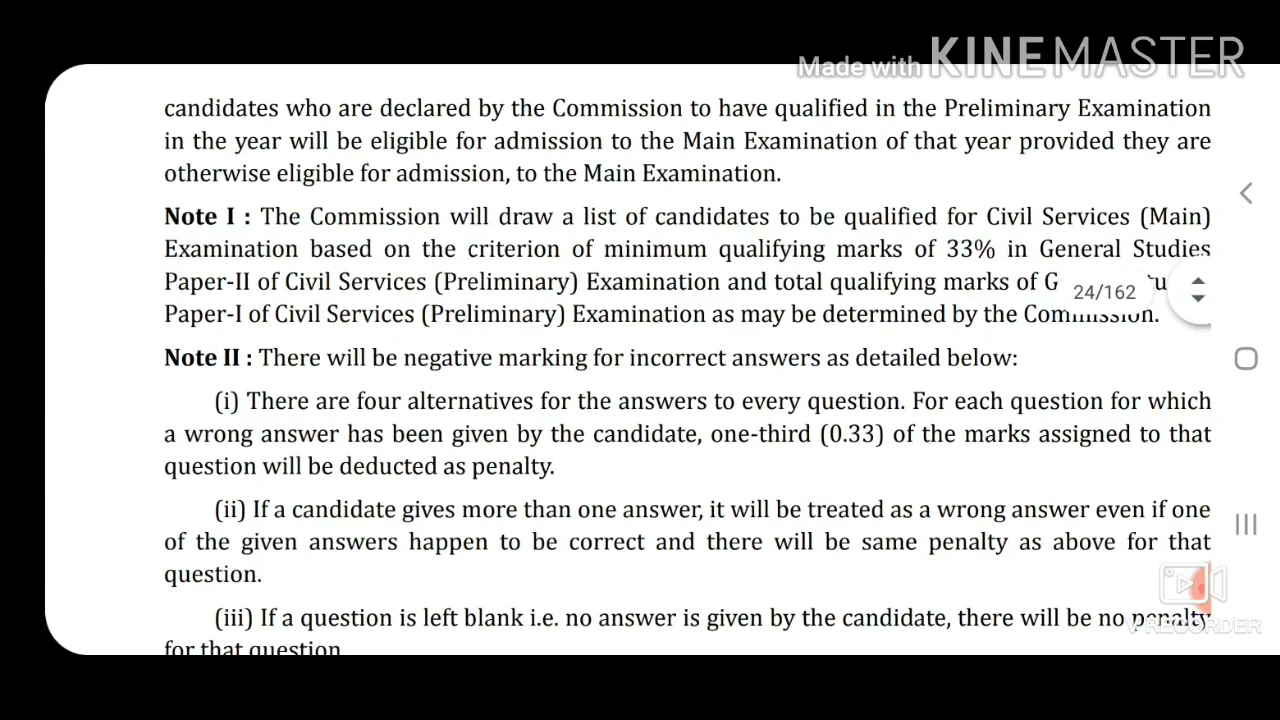 Made with KINEMASTER
candidates who are declared by the Commission to have qualified in the Preliminary Examination
in the year will be eligible for admission to the Main Examination of that year provided they are
otherwise eligible for admission, to the Main Examination.
Note I : The Commission will draw a list of candidates to be qualified for Civil Services (Main)
Examination based on the criterion of minimum qualifying marks of 33% in General Studies
Paper-II of Civil Services (Preliminary) Examination and total qualifying marks of G
24/162
Paper-I of Civil Services (Preliminary) Examination as may be determined by the Commission.
Note II : There will be negative marking for incorrect answers as detailed below:
(i) There are four alternatives for the answers to every question. For each question for which
a wrong answer has been given by the candidate, one-third (0.33) of the marks assigned to that
question will be deducted as penalty.
(ii) If a candidate gives more than one answer, it will be treated as a wrong answer even if one
of the given answers happen to be correct and there will be same penalty as above for that
question.
(iii) If a question is left blank i.e. no answer is given by the candidate, there will be no penalty
V RECORDER
for that question